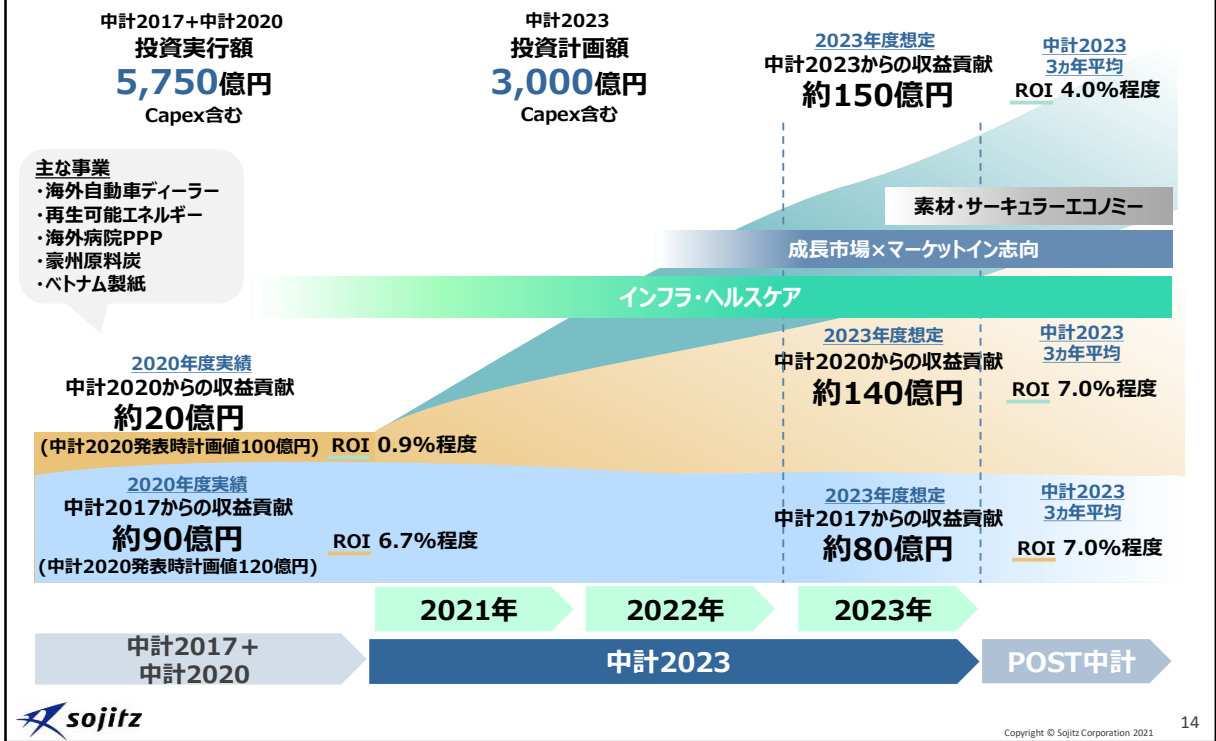 中計2017+中計2020
投資実行額
5,750億円
Capex含む
中計2023
投資計画額
3,000億円
Capex含む
2023年度想定
中計2023からの収益貢献
約150億円
中計2023
3ヵ年平均
ROI 4.0%程度
主な事業
・海外自動車ディーラー
・再生可能エネルギー
・海外病院PPP
・豪州原料炭
・ベトナム製紙
素材・サーキュラーエコノミー
成長市場×マーケットイン志向
インフラ・ヘルスケア
2020年度実績
中計2020からの収益貢献
約20億円
(中計2020発表時計画値100億円) ROI 0.9%程度
2023年度想定
中計2020からの収益貢献
約140億円
中計2023
3ヵ年平均
ROI 7.0%程度
2020年度実績
中計2017からの収益貢献
約90億円
(中計2020発表時計画値120億円)
ROI 6.7%程度
2023年度想定
中計2017からの収益貢献
約80億円
中計2023
3ヵ年平均
ROI 7.0%程度
2021年 2022年 2023年
中計2017+
中計2020
中計2023
POST中計
sojitz
Copyright © Sojitz Corporation 2021
14